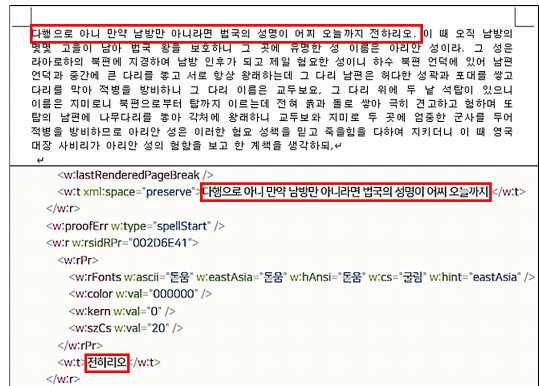 다행으로 아니 만약 남방만 아니라면 법국의 성명이 어찌 오늘까지 전하리오. 이 때 오직 남방의
몇몇 고을이 남아 법국 왕을 보호하니 그 곳에 유명한 성 이름은 아리안 성이라. 그 성은
라아로하의 북편에 지경하여 남방 인후가 되고 제일 험요한 성이니 하수 북편 언덕에 있어 남편
언덕과 중간에 큰 다리를 놓고 서로 항상 왕래하는데 그 다리 남편은 허다한 성곽과 포대를 쌓고
다리를 막아 적병을 방비하니 그 다리 이름은 교두보요, 그 다리 위에 두 낱 석탑이 있으니
이름은 지미로니 북편으로부터 탑까지 이르는데 전혀 흙과 돌로 쌓아 극히 견고하고 험하며 또
탑의 남편에 나무다리를 놓아 각처에 왕래하니 교두보와 지미로 두 곳에 엄중한 군사를 두어
적병을 방비하므로 아리안 성은 이러한 험요 성책을 믿고 죽을힘을 다하여 지키더니 이 때 영국
대장 사비리가 아리안 성의 험함을 보고 한 계책을 생각하되,↵
↵
<w:lastRenderedPageBreak />
<w:t xml:space="preserve">다행으로 아니 만약 남방만 아니라면 법국의 성명이 어찌 오늘까지 </w:t>
</w:r>
<w:proofErr w:type="spellStart" />
<w:r w:rsidRPr="002D6E41">
<w:rPr>
<w:rFonts w:ascii="돋움" w:eastAsia="돋움" w:hAnsi="돋움" w:cs="굴림" w:hint="eastAsia" />
<w:color w:val="000000" />
<w:kern w:val="0" />
<w:szCs w:val="20" />
</w:rPr>
<w:t>전하리오</w:t>
</w:r>